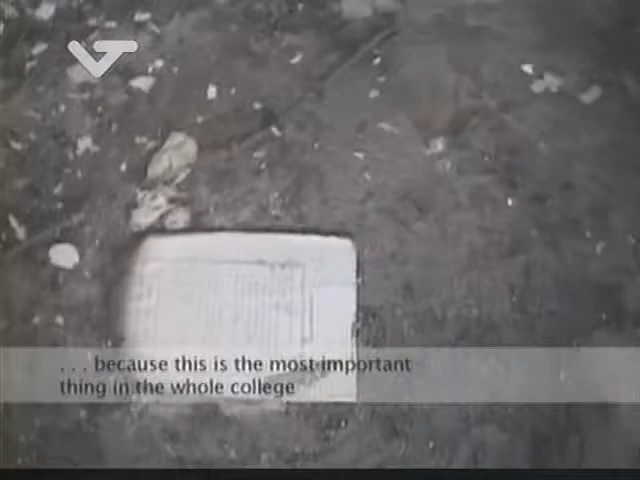 . . . because this is the most important
thing in the whole college